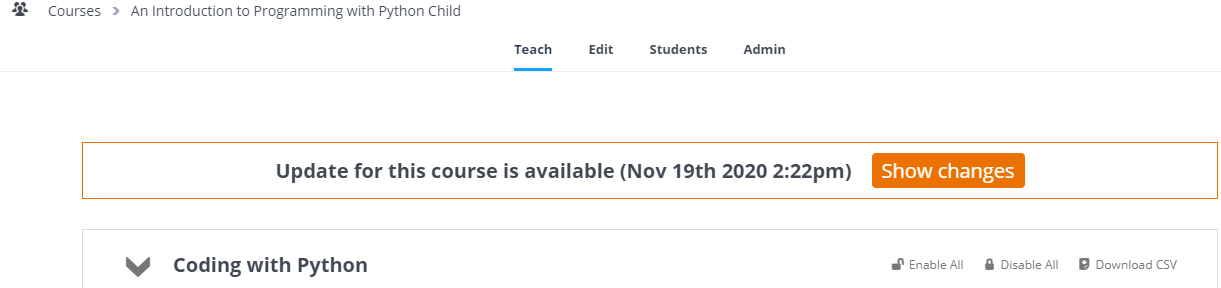 Courses > An Introduction to Programming with Python Child
Teach Edit Students Admin
Update for this course is available (Nov 19th 2020 2:22pm) Show changes
Coding with Python Enable All Disable All Download CSV